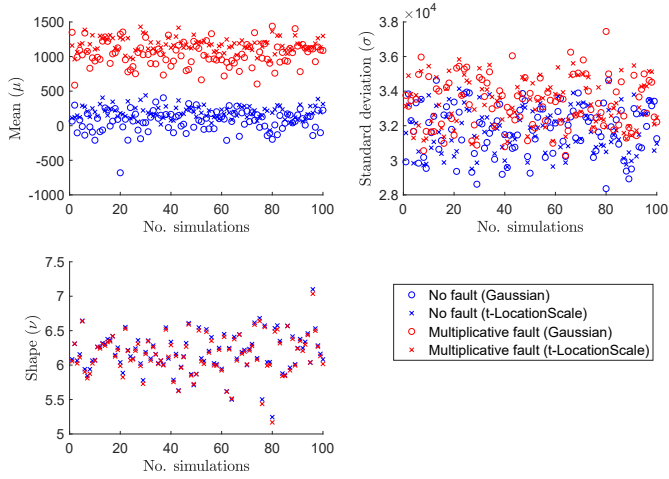 1500
1000
500
0
-500
-1000
0 20 40 60 80 100
No. simulations
Mean (μ)
×10⁴
3.8
3.6
3.4
3.2
3
2.8
0 20 40 60 80 100
No. simulations
Standard deviation (σ)
7.5
7
6.5
6
5.5
5
0 20 40 60 80 100
No. simulations
Shape (ν)
No fault (Gaussian)
No fault (t-LocationScale)
Multiplicative fault (Gaussian)
Multiplicative fault (t-LocationScale)